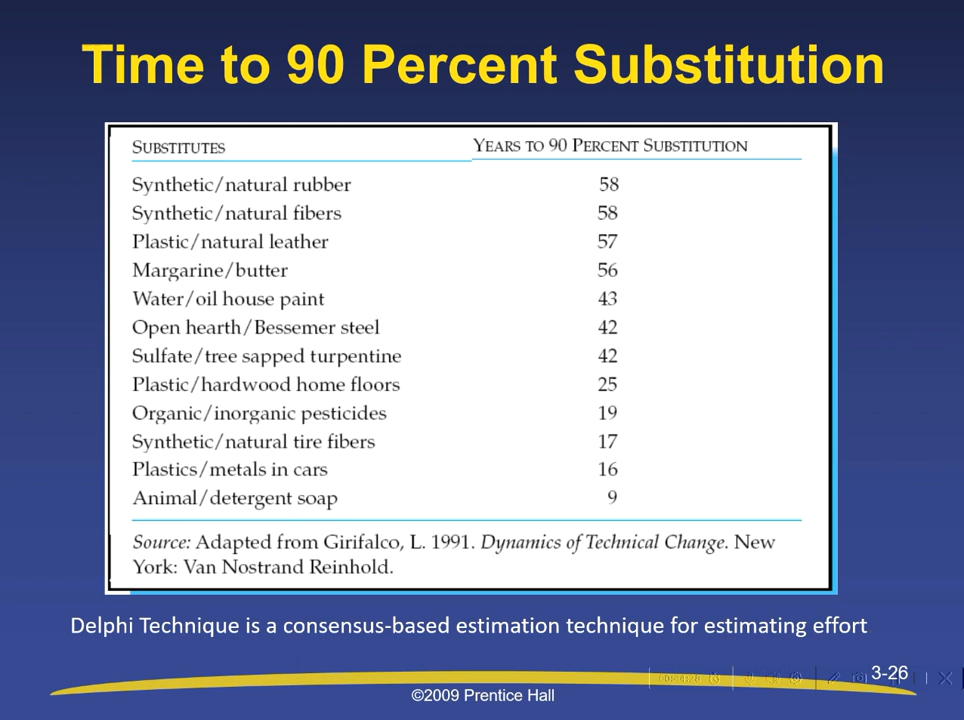 Time to 90 Percent Substitution
SUBSTITUTES YEARS TO 90 PERCENT SUBSTITUTION
Synthetic/natural rubber 58
Synthetic/natural fibers 58
Plastic/natural leather 57
Margarine/butter 56
Water/oil house paint 43
Open hearth/Bessemer steel 42
Sulfate/tree sapped turpentine 42
Plastic/hardwood home floors 25
Organic/inorganic pesticides 19
Synthetic/natural tire fibers 17
Plastics/metals in cars 16
Animal/detergent soap 9
Source: Adapted from Girifalco, L. 1991. Dynamics of Technical Change. New
York: Van Nostrand Reinhold.
Delphi Technique is a consensus-based estimation technique for estimating effort
3-26
©2009 Prentice Hall